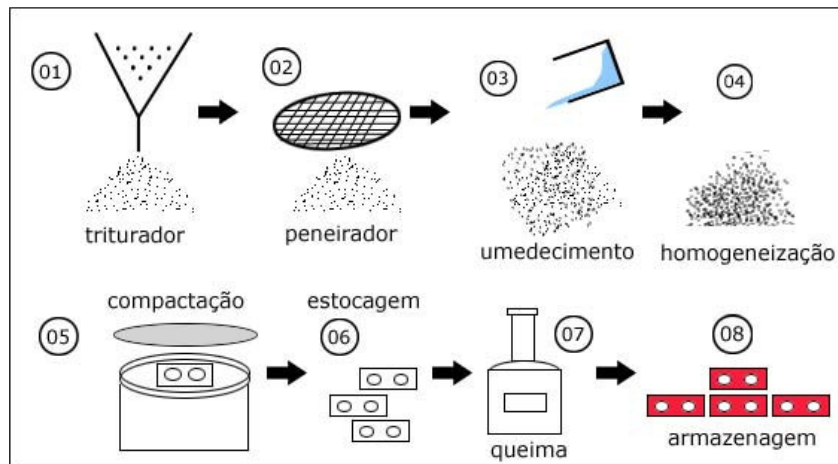 01
triturador
02
peneirador
03
umedecimento
04
homogeneização
05
compactação
estocagem
06
07
queima
08
armazenagem